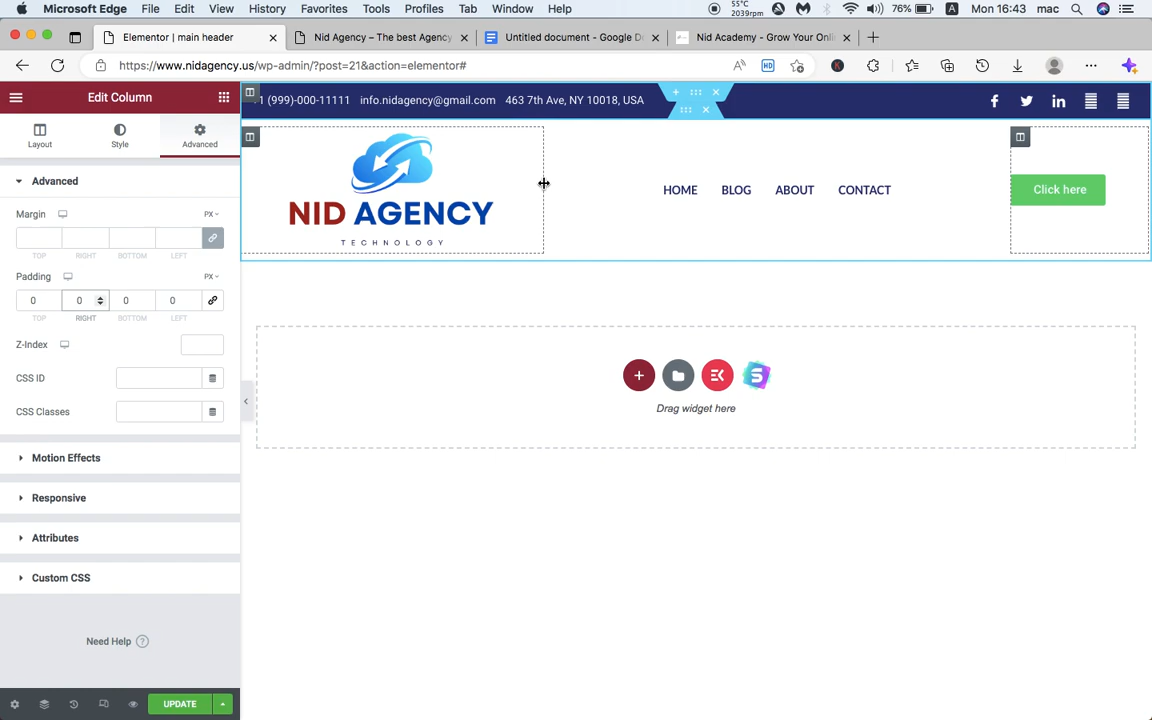 Microsoft Edge File Edit View History Favorites Tools Profiles Tab Window Help 55°C 2039rpm 76% A Mon 16:43 mac
Elementor | main header Nid Agency – The best Agency Untitled document - Google D Nid Academy - Grow Your Onli
https://www.nidagency.us/wp-admin/?post=21&action=elementor#
Edit Column
1 (999)-000-11111 info.nidagency@gmail.com 463 7th Ave, NY 10018, USA
Layout Style Advanced
NID AGENCY
TECHNOLOGY
HOME BLOG ABOUT CONTACT
Click here
Advanced
Margin PX
TOP RIGHT BOTTOM LEFT
Padding PX
0 0 0 0
TOP RIGHT BOTTOM LEFT
Z-Index
CSS ID
CSS Classes
Drag widget here
Motion Effects
Responsive
Attributes
Custom CSS
Need Help ?
UPDATE